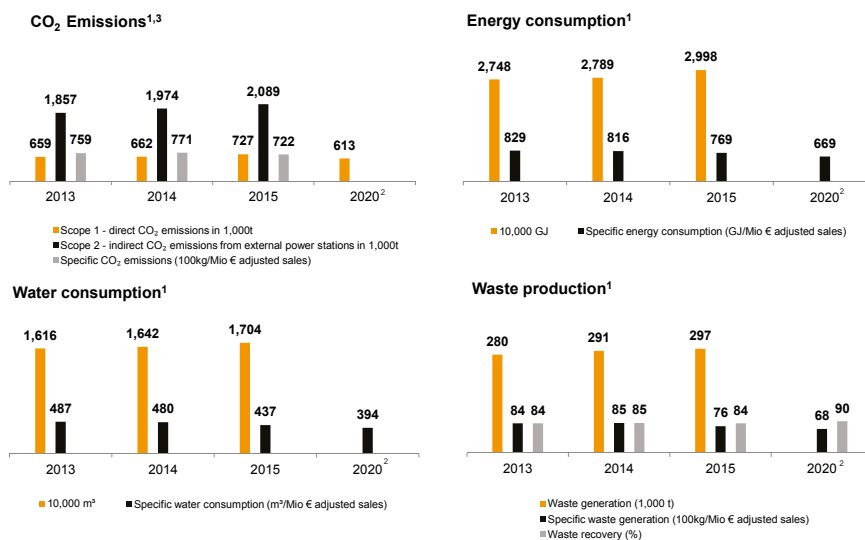 CO₂ Emissions¹,³
1,857
1,974
2,089
659 759
662 771
727 722
613
2013 2014 2015 2020²
Scope 1 - direct CO₂ emissions in 1,000t
Scope 2 - indirect CO₂ emissions from external power stations in 1,000t
Specific CO₂ emissions (100kg/Mio € adjusted sales)
Energy consumption¹
2,748
2,789
2,998
829
816
769
669
2013 2014 2015 2020²
10,000 GJ Specific energy consumption (GJ/Mio € adjusted sales)
Water consumption¹
1,616
1,642
1,704
487
480
437
394
2013 2014 2015 2020²
10,000 m³ Specific water consumption (m³/Mio € adjusted sales)
Waste production¹
280
291
297
84 84
85 85
76 84
68 90
2013 2014 2015 2020²
Waste generation (1,000 t)
Specific waste generation (100kg/Mio € adjusted sales)
Waste recovery (%)